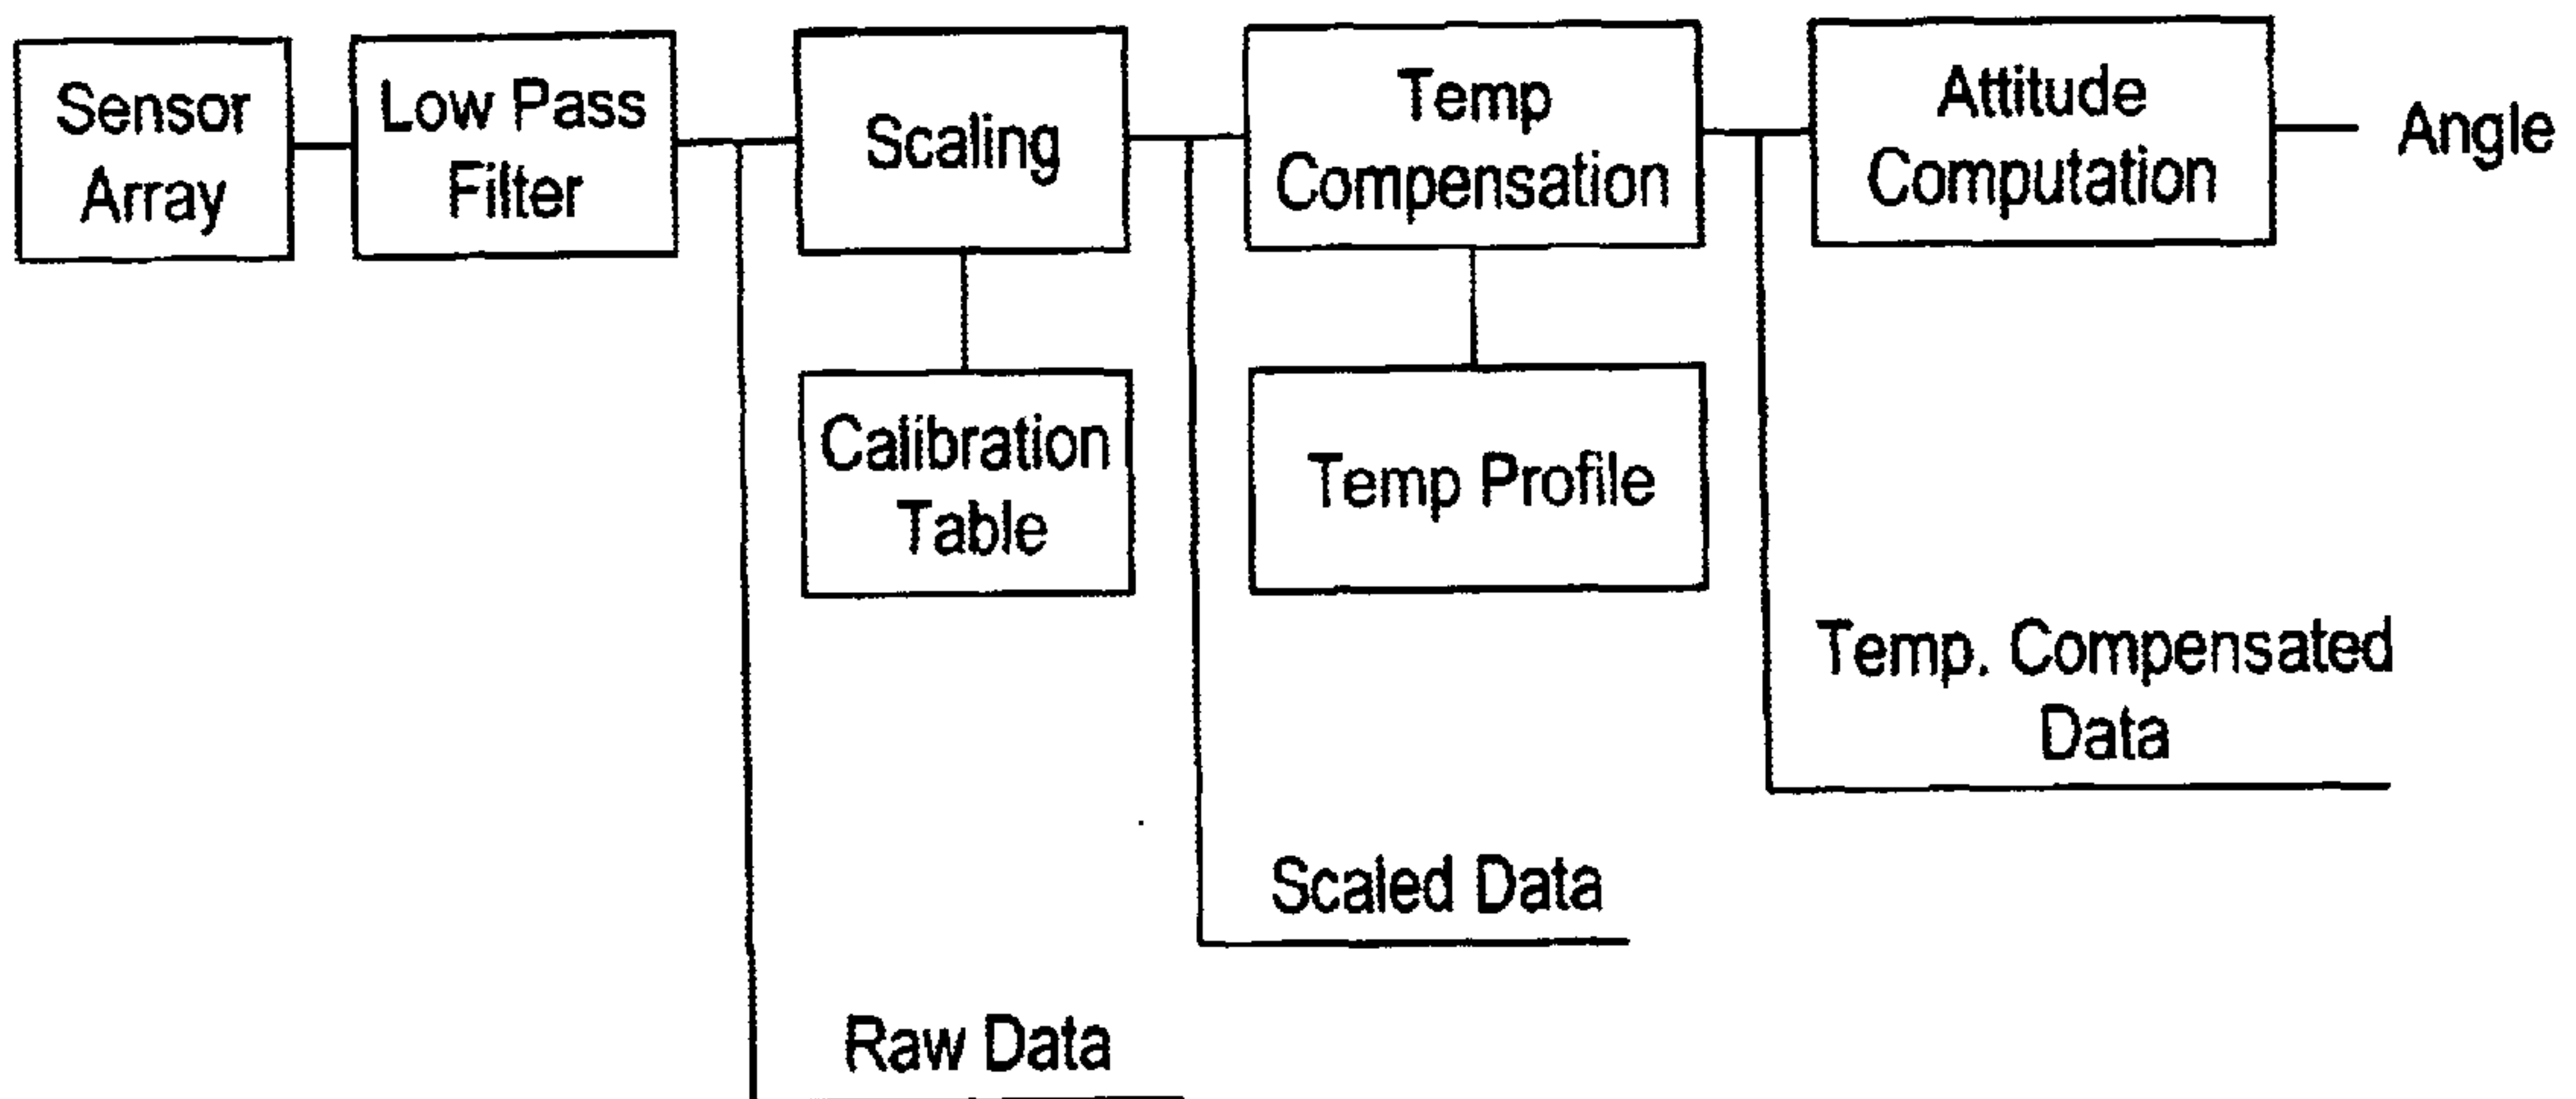 Sensor
Array
Low Pass
Filter
Scaling
Temp
Compensation
Attitude
Computation
Angle
Calibration
Table
Temp Profile
Temp. Compensated
Data
Scaled Data
Raw Data